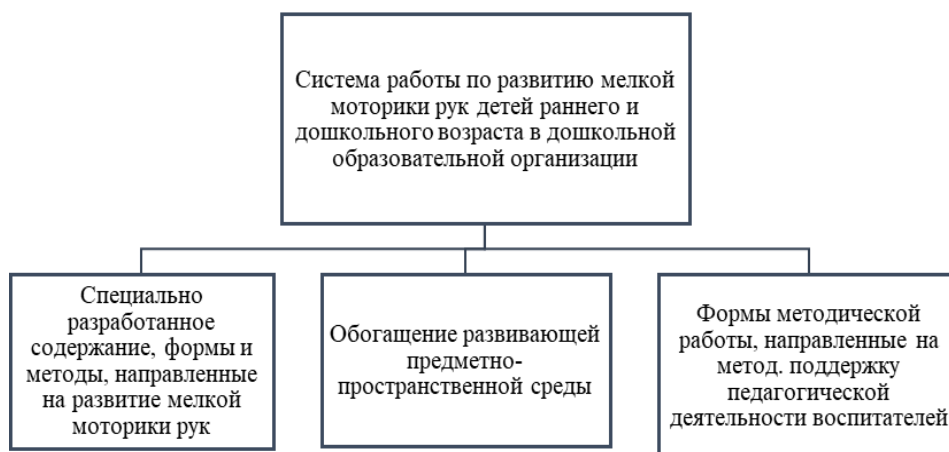 Система работы по развитию мелкой
моторики рук детей раннего и
дошкольного возраста в дошкольной
образовательной организации
Специально
разработанное
содержание, формы и
методы, направленные
на развитие мелкой
моторики рук
Обогащение развивающей
предметно-
пространственной среды
Формы методической
работы, направленные на
метод. поддержку
педагогической
деятельности воспитателей